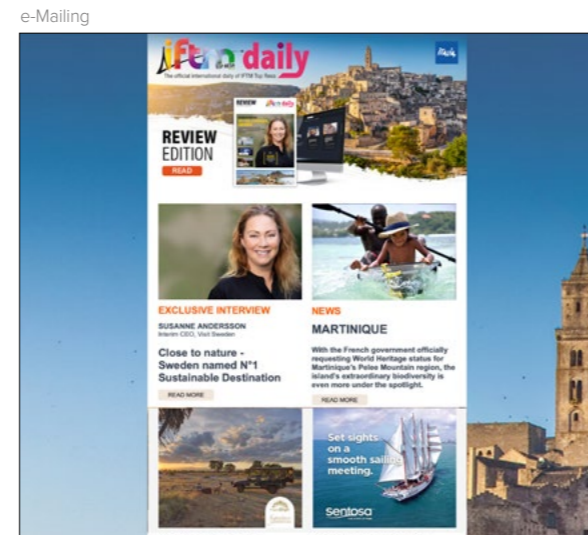 e-Mailing
iftm daily
The official international daily of IFTM Top Resa
Italia
REVIEW
REVIEW
EDITION
READ
EXCLUSIVE INTERVIEW
SUSANNE ANDERSSON
Interim CEO, Visit Sweden
Close to nature -
Sweden named N°1
Sustainable Destination
READ MORE
NEWS
MARTINIQUE
With the French government officially
requesting World Heritage status for
Martinique's Pelee Mountain region, the
island's extraordinary biodiversity is
even more under the spotlight.
READ MORE
Set sights
on a
smooth sailing
meeting.
Sentosa